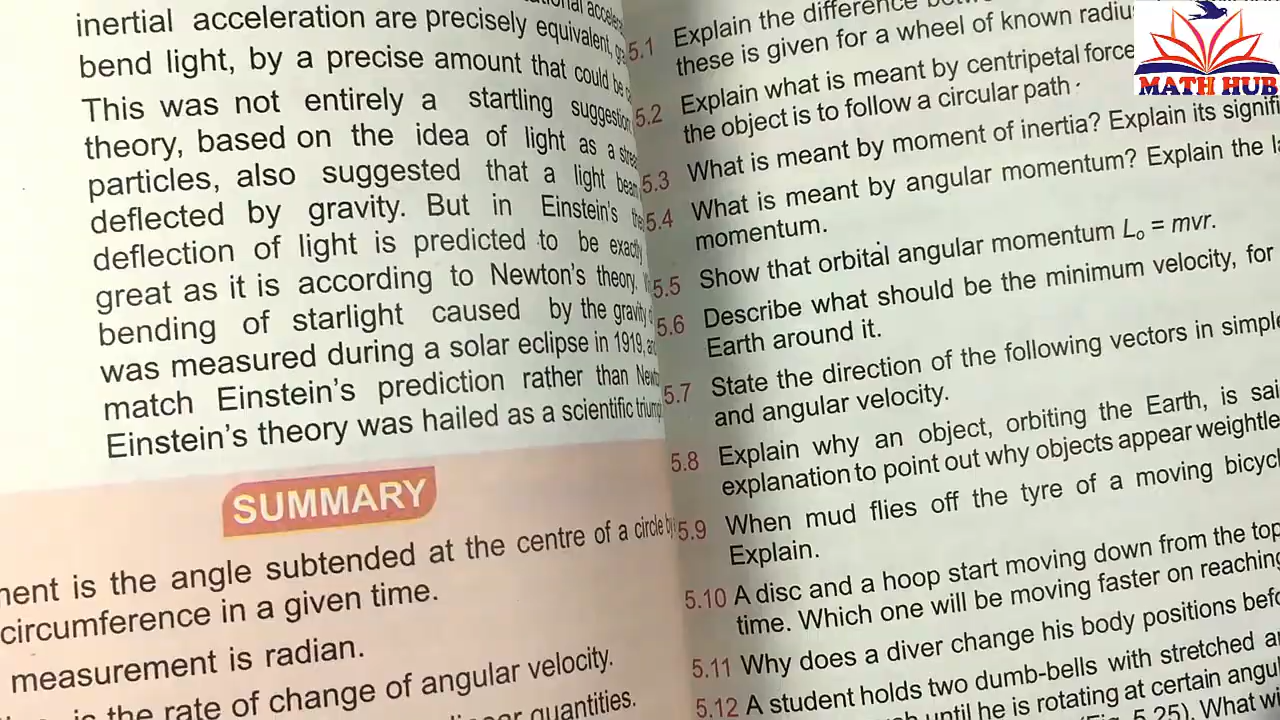 inertial acceleration are precisely equivalent,
bend light, by a precise amount that could be
This was not entirely a startling suggestion
theory, based on the idea of light as a
particles, also suggested that a light beam
deflected by gravity. But in Einstein's
deflection of light is predicted to be exactly
great as it is according to Newton's theory.
bending of starlight caused by the gravity
was measured during a solar eclipse in 1919,
match Einstein's prediction rather than
Einstein's theory was hailed as a scientific
SUMMARY
is the angle subtended at the centre of a circle
circumference in a given time.
measurement is radian.
is the rate of change of angular velocity.
quantities.
5.1 Explain the difference
these is given for a wheel of known
5.2 Explain what is meant by centripetal force
the object is to follow a circular path
5.3 What is meant by moment of inertia? Explain its
5.4 What is meant by angular momentum? Explain the
momentum.
5.5 Show that orbital angular momentum Lo = mvr.
5.6 Describe what should be the minimum velocity, for
Earth around it.
5.7 State the direction of the following vectors in
and angular velocity.
5.8 Explain why an object, orbiting the Earth, is
explanation to point out why objects appear
5.9 When mud flies off the tyre of a moving
Explain.
5.10 A disc and a hoop start moving down from the top
time. Which one will be moving faster on
5.11 Why does a diver change his body positions
5.12 A student holds two dumb-bells with stretched
until he is rotating at certain
5.25). What
MATH HUB